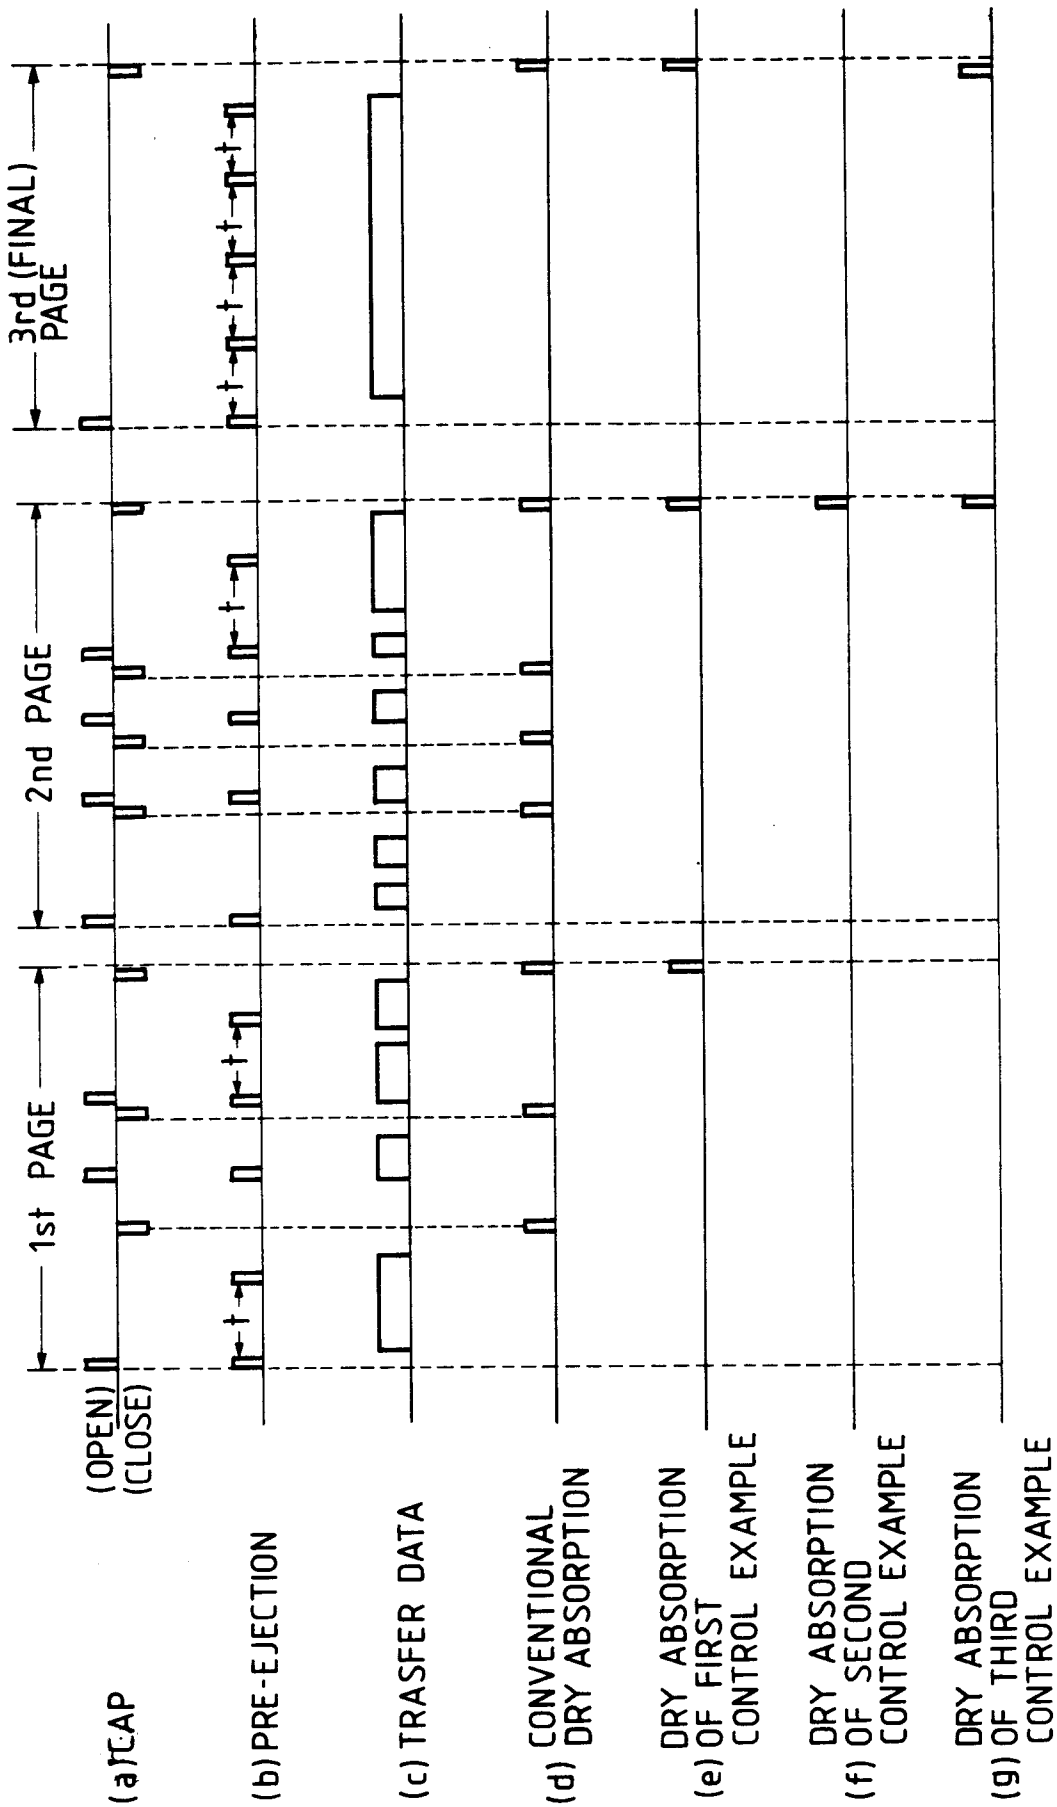 1st PAGE
2nd PAGE
3rd (FINAL)
PAGE
(OPEN)
(CLOSE)
(a) CAP
(b) PRE-EJECTION
t
t
t
t
t
t
t
(c) TRASFER DATA
(d) CONVENTIONAL
DRY ABSORPTION
DRY ABSORPTION
(e) OF FIRST
CONTROL EXAMPLE
DRY ABSORPTION
(f) OF SECOND
CONTROL EXAMPLE
DRY ABSORPTION
(g) OF THIRD
CONTROL EXAMPLE